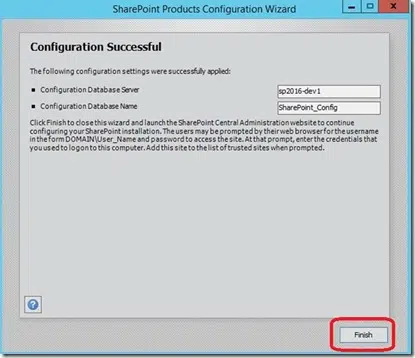 SharePoint Products Configuration Wizard
Configuration Successful
The following configuration settings were successfully applied:
Configuration Database Server
sp2016-dev1
Configuration Database Name
SharePoint_Config
Click Finish to close this wizard and launch the SharePoint Central Administration website to continue
configuring your SharePoint installation. The users may be prompted by their web browser for the username
in the form DOMAIN\User_Name and password to access the site. At that prompt, enter the credentials that
you used to logon to this computer. Add this site to the list of trusted sites when prompted.
?
Finish